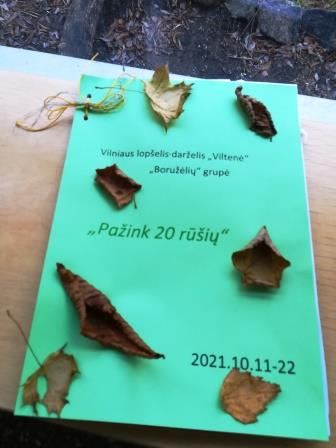 Vilniaus lopšelis-darželis „Viltenė“
„Boružėlių“ grupė
„Pažink 20 rūšių“
2021.10.11-22